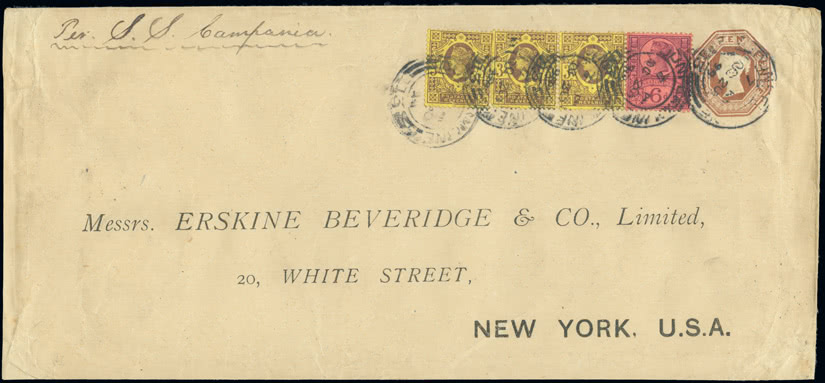 Per. S. S. Campania.
Messrs. ERSKINE BEVERIDGE & CO., Limited,
20, WHITE STREET,
NEW YORK. U.S.A.